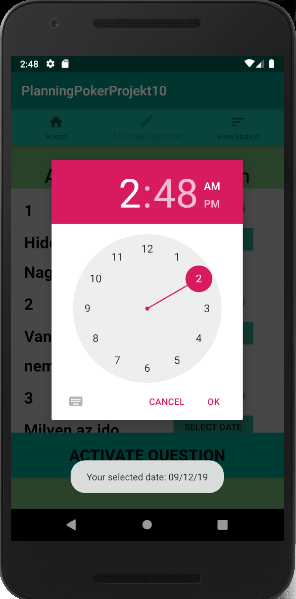 2:48
PlanningPokerProjekt10
Room
ActivateQuestion
ViewStatics
2:48 AM
PM
12
11 1
10 2
9 3
8 4
7 5
6
CANCEL OK
1
Hid
Nag
2
Van
nem
3
Milyen az ido
SELECT DATE
ACTIVATE QUESTION
Your selected date: 09/12/19